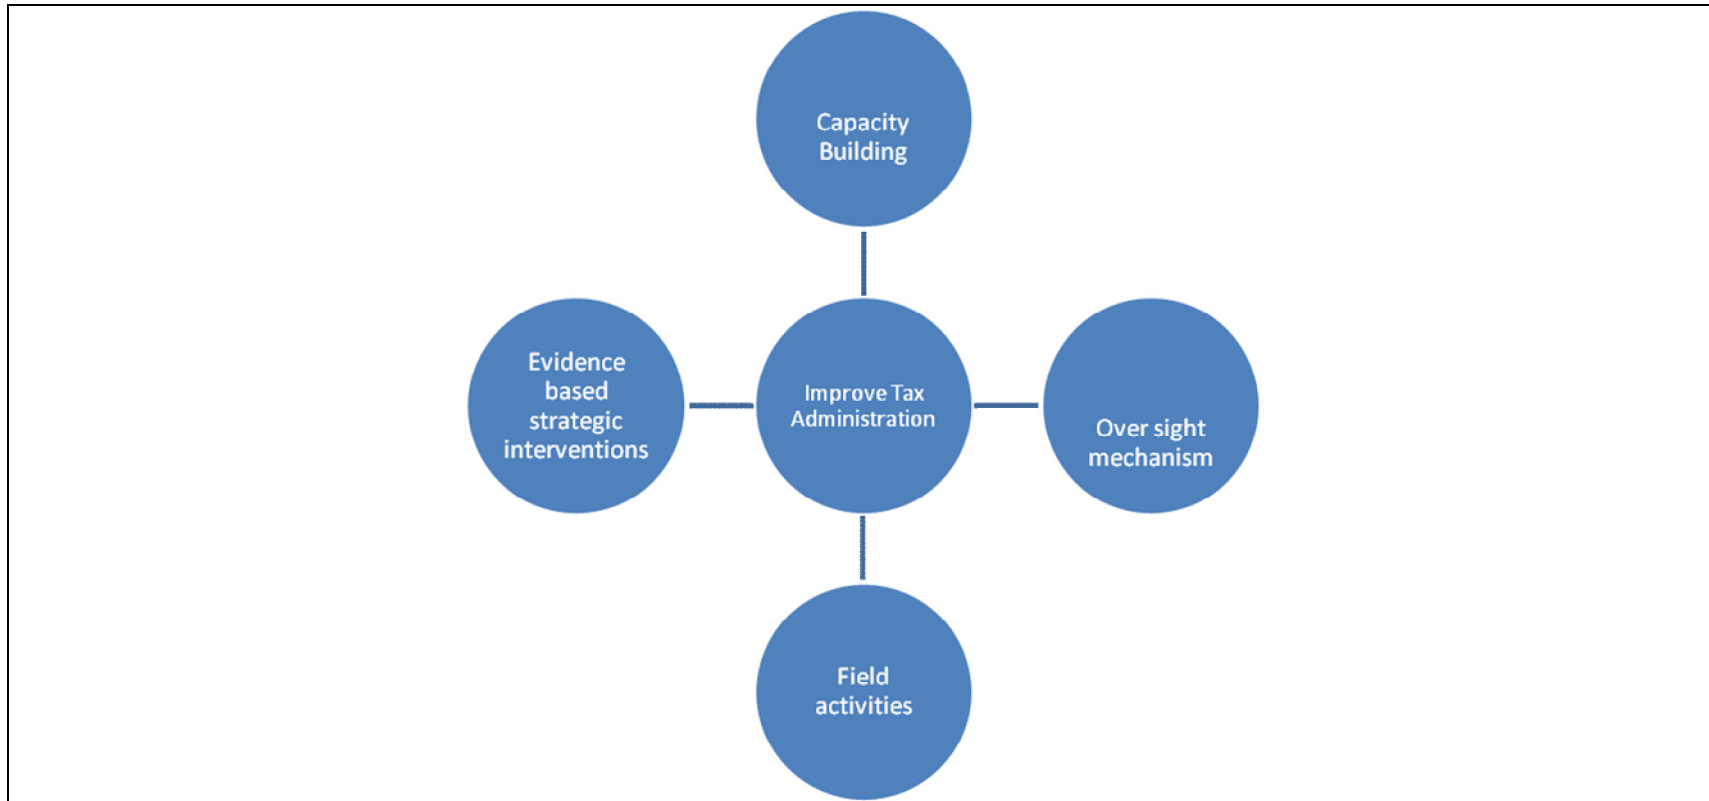 Capacity
Building
Evidence
based
strategic
interventions
Improve Tax
Administration
Over sight
mechanism
Field
activities